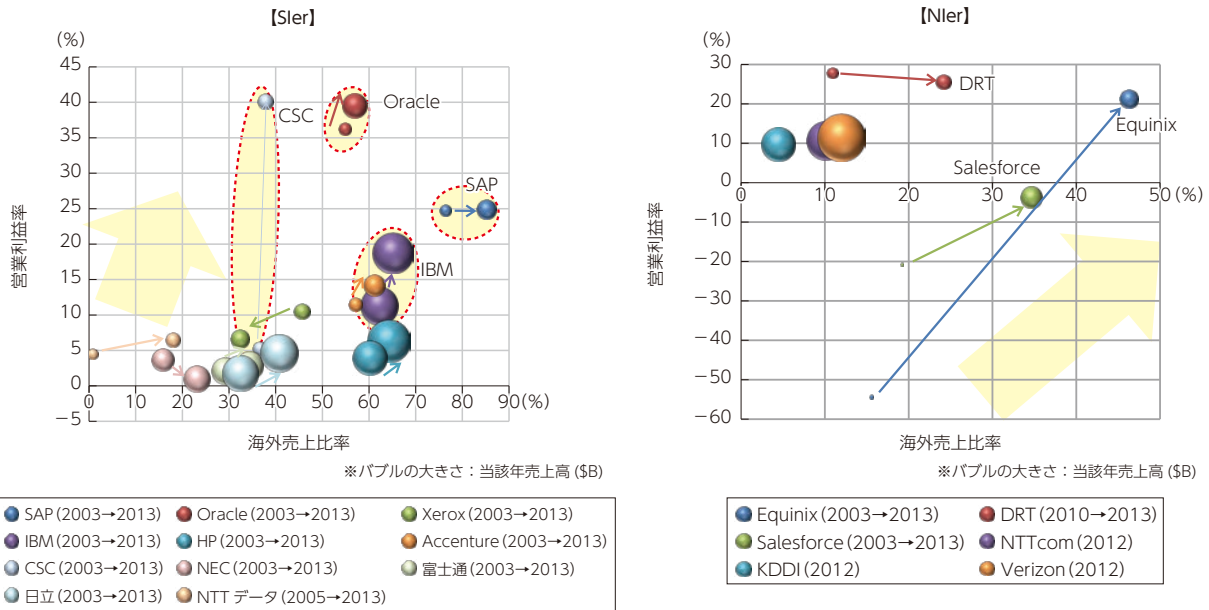 【SIer】
(%)
45
40
35
30
25
20
15
10
5
0
−5
0
10
20
30
40
50
60
70
80
90(%)
CSC
Oracle
SAP
IBM
営業利益率
海外売上比率
※バブルの大きさ：当該年売上高 ($B)
SAP (2003→2013)
Oracle (2003→2013)
Xerox (2003→2013)
IBM (2003→2013)
HP (2003→2013)
Accenture (2003→2013)
CSC (2003→2013)
NEC (2003→2013)
富士通 (2003→2013)
日立 (2003→2013)
NTT データ (2005→2013)
【NIer】
(%)
30
20
10
0
−10
−20
−30
−40
−50
−60
0
10
20
30
40
50 (%)
DRT
Equinix
Salesforce
営業利益率
海外売上比率
※バブルの大きさ：当該年売上高 ($B)
Equinix (2003→2013)
DRT (2010→2013)
Salesforce (2003→2013)
NTTcom (2012)
KDDI (2012)
Verizon (2012)